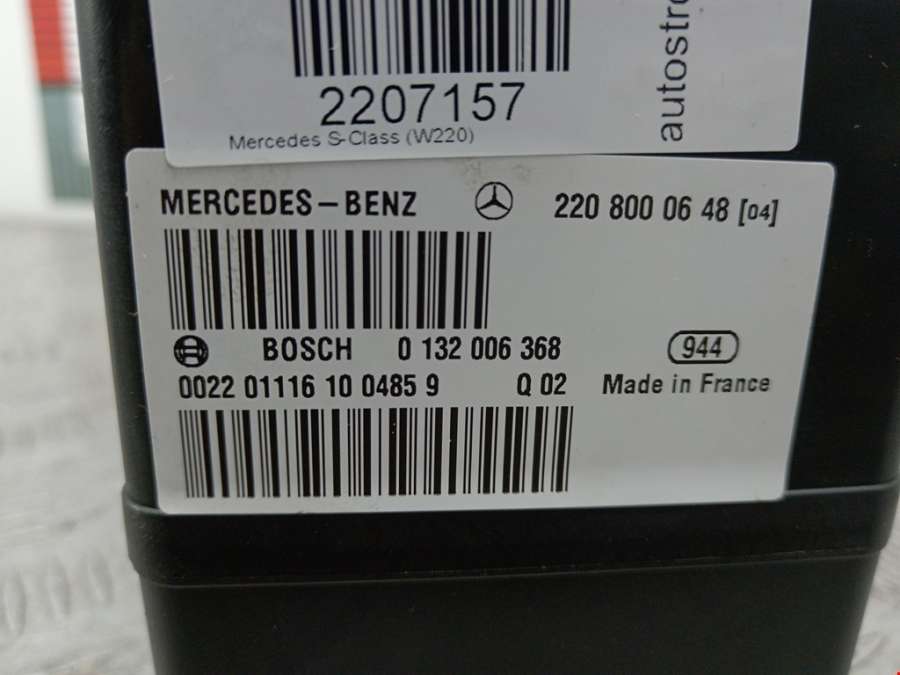 2207157
Mercedes S-Class (W220)
MERCEDES-BENZ 220 800 06 48 [04]
BOSCH 0 132 006 368 944
0022 01116 10 0485 9 Q 02 Made in France